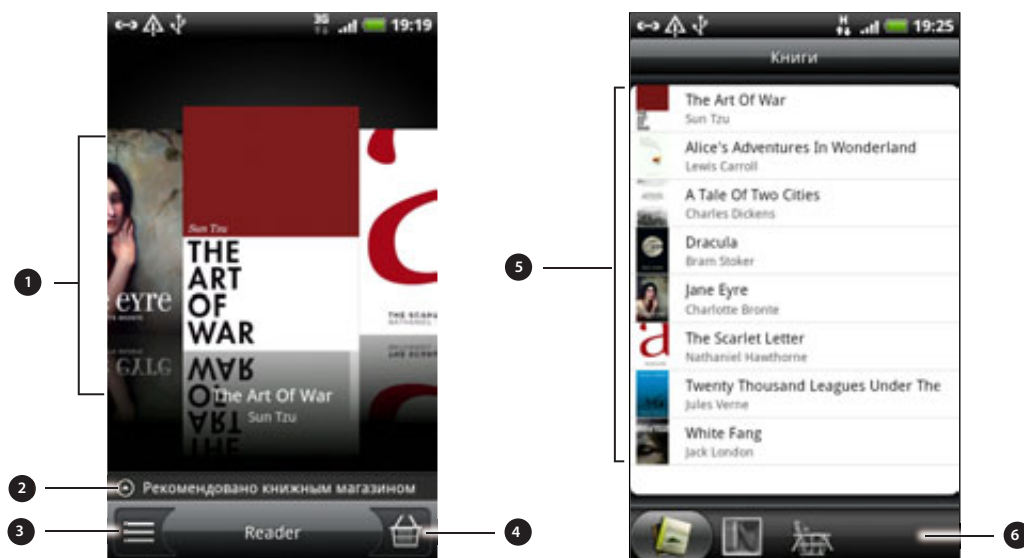 3G
19:19
Sun Tzu
THE
ART
OF
WAR
eyre
a
THE SCAR
The Art Of War
Sun Tzu
Рекомендовано книжным магазином
Reader
1
2
3
4
H
19:25
Книги
The Art Of War
Sun Tzu
Alice's Adventures In Wonderland
Lewis Carroll
A Tale Of Two Cities
Charles Dickens
Dracula
Bram Stoker
Jane Eyre
Charlotte Bronte
The Scarlet Letter
Nathaniel Hawthorne
Twenty Thousand Leagues Under The
Jules Verne
White Fang
Jack London
5
6